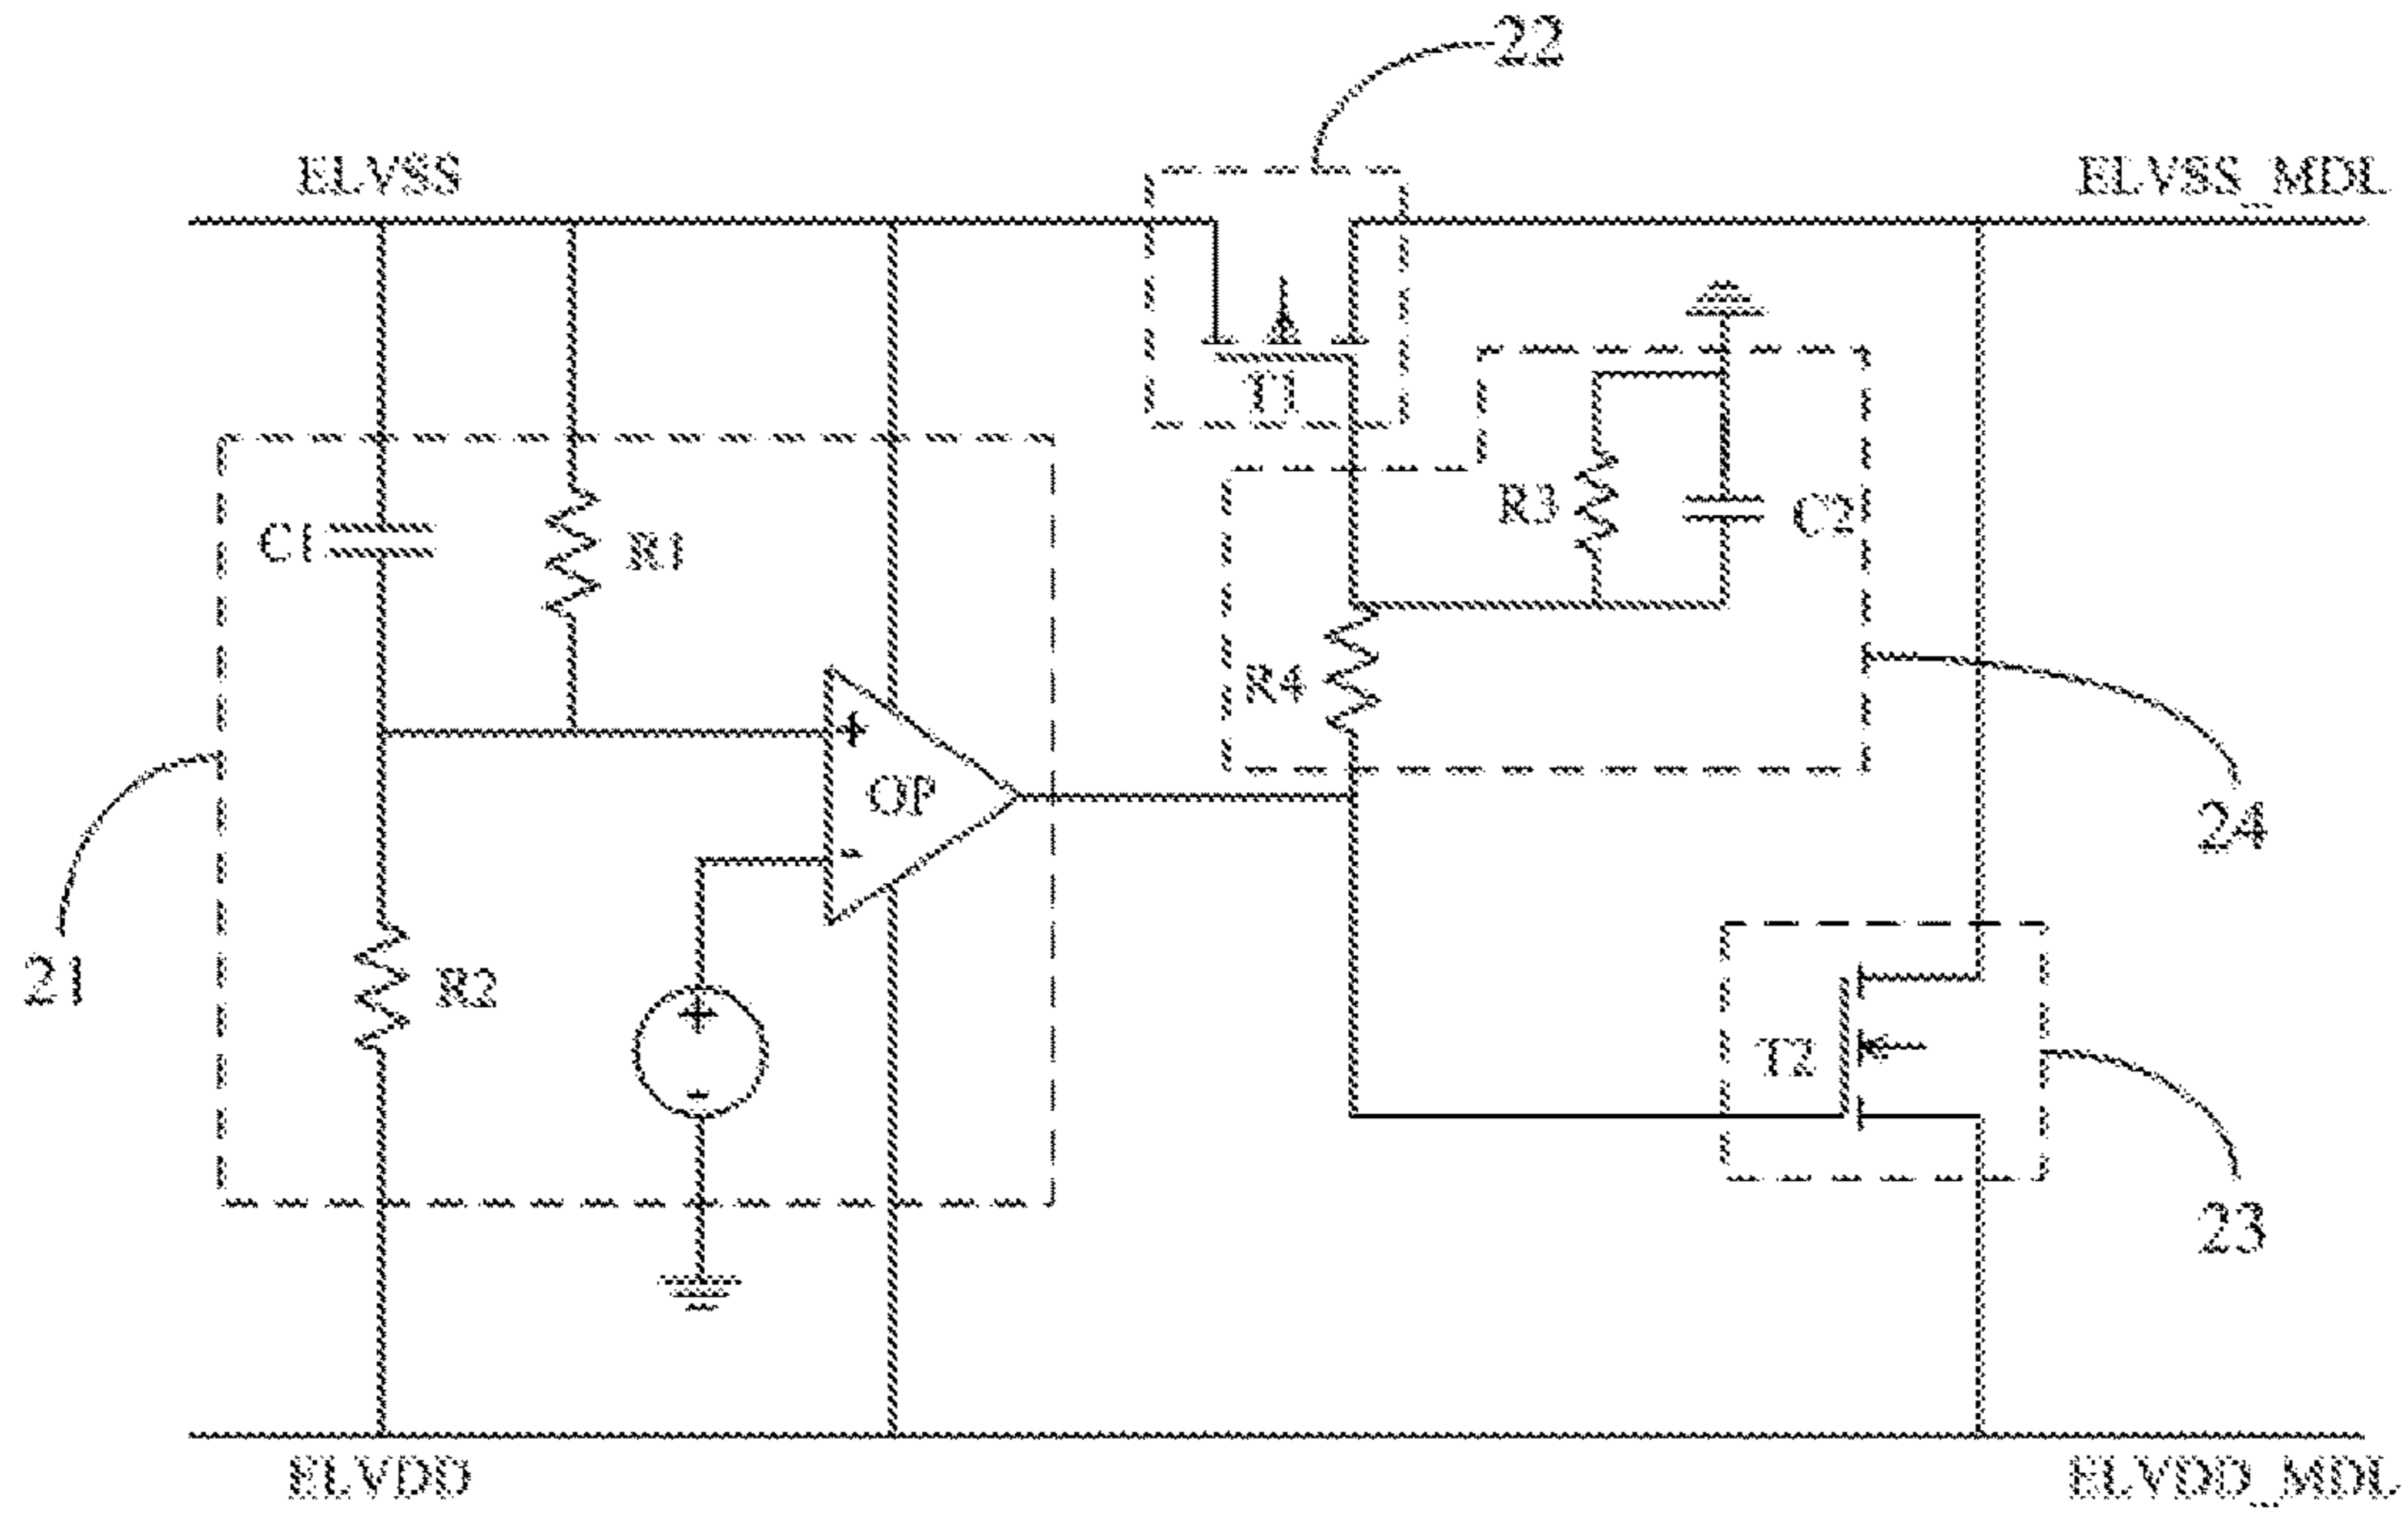 22
ELVSS
ELVSS_MDL
T1
C1
R1
R3
C2
R4
+
OP
-
24
21
R2
+
-
T2
23
ELVDD
ELVDD_MDL